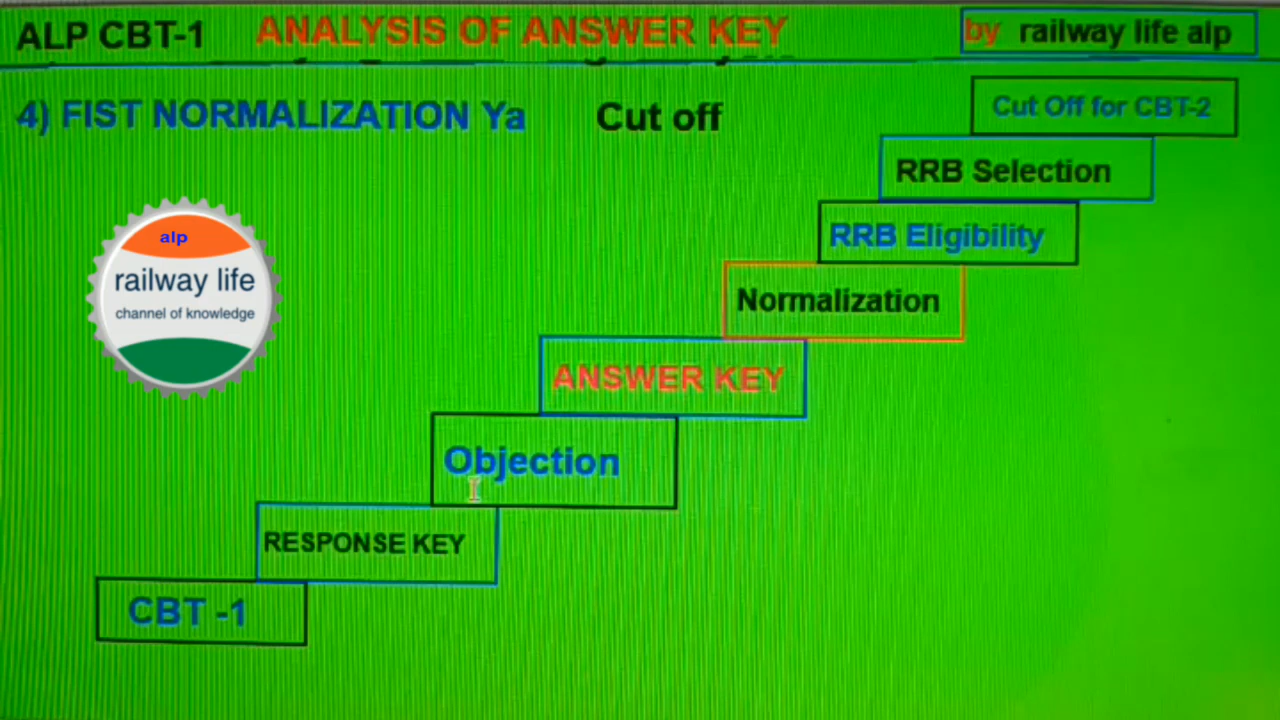 ALP CBT-1 ANALYSIS OF ANSWER KEY by railway life alp
4) FIST NORMALIZATION Ya Cut off
Cut Off for CBT-2
RRB Selection
RRB Eligibility
alp
railway life
channel of knowledge
Normalization
ANSWER KEY
Objection
RESPONSE KEY
CBT -1